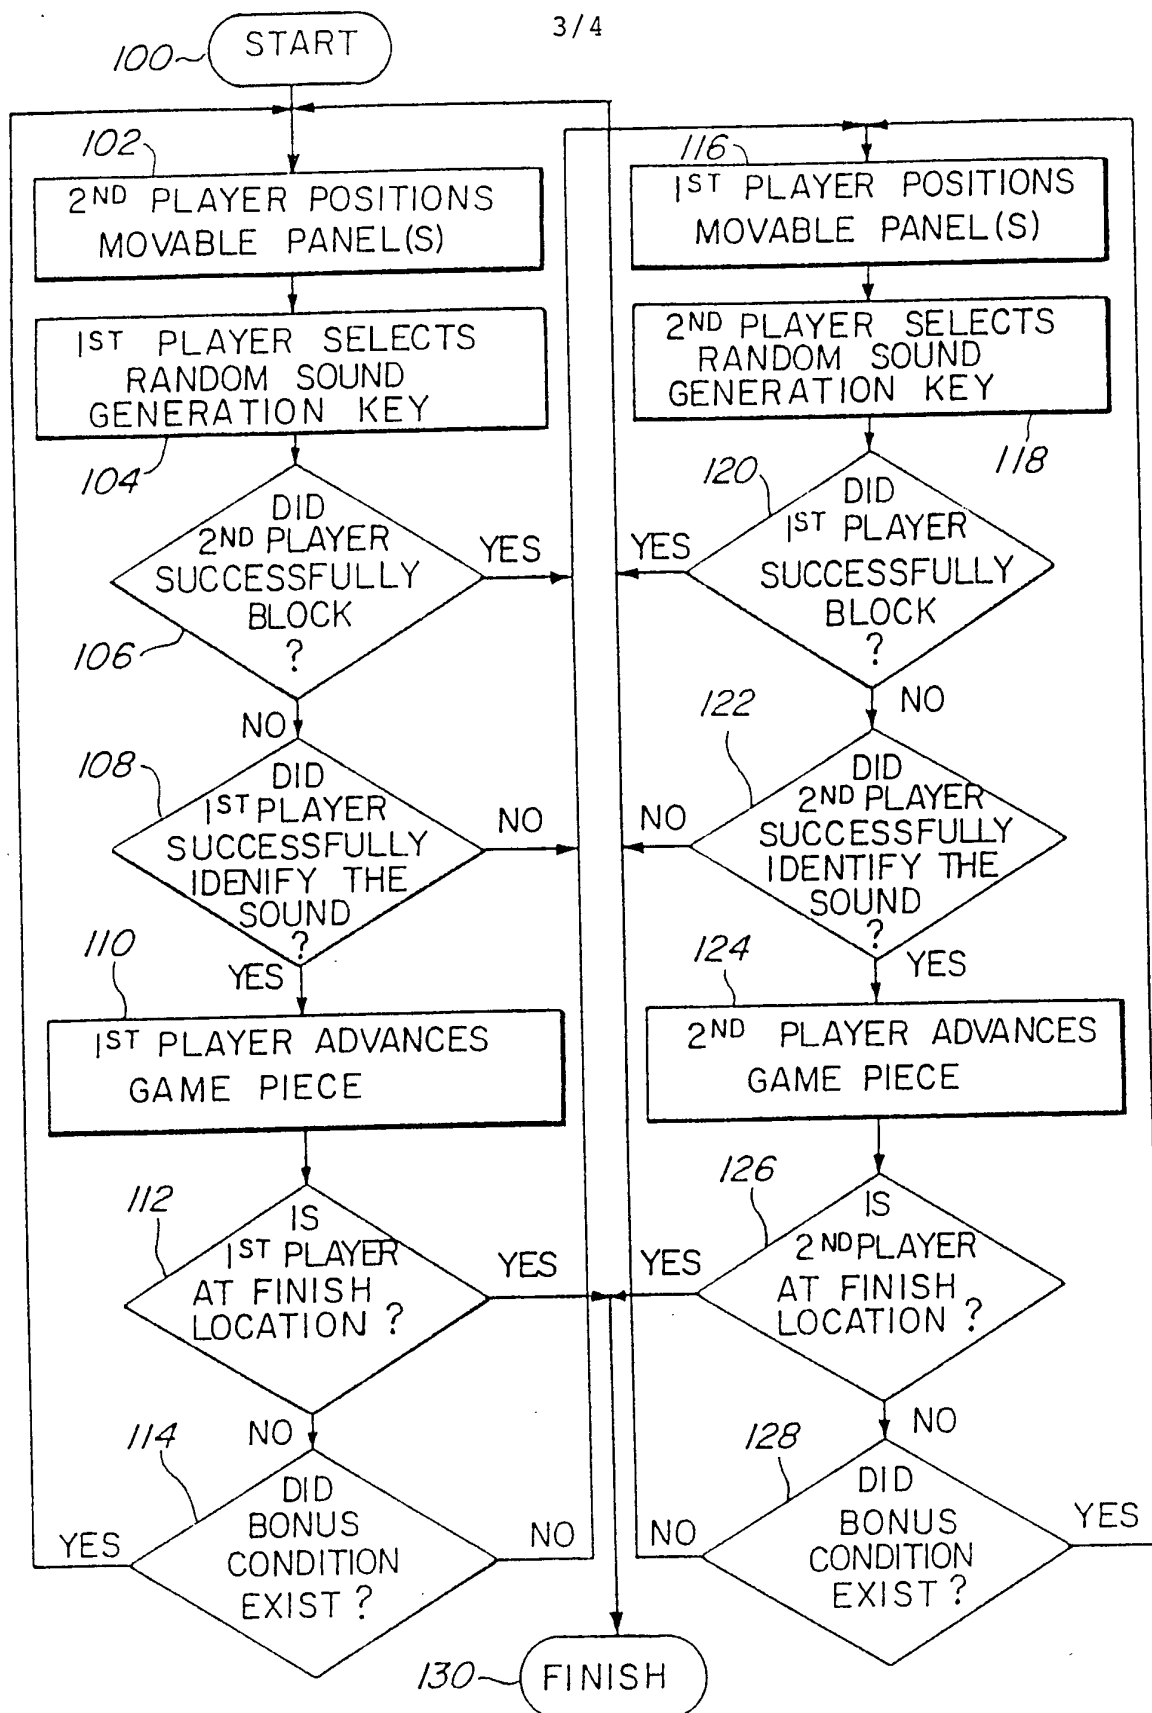 3/4
START
100
102
2ND PLAYER POSITIONS
MOVABLE PANEL(S)
1ST PLAYER SELECTS
RANDOM SOUND
GENERATION KEY
104
DID
2ND PLAYER
SUCCESSFULLY
BLOCK
?
YES
106
NO
108
DID
1ST PLAYER
SUCCESSFULLY
IDENIFY THE
SOUND
?
NO
YES
110
1ST PLAYER ADVANCES
GAME PIECE
112
IS
1ST PLAYER
AT FINISH
LOCATION ?
YES
NO
114
DID
BONUS
CONDITION
EXIST ?
YES
NO
116
1ST PLAYER POSITIONS
MOVABLE PANEL(S)
2ND PLAYER SELECTS
RANDOM SOUND
GENERATION KEY
118
120
DID
1ST PLAYER
SUCCESSFULLY
BLOCK
?
YES
NO
122
DID
2ND PLAYER
SUCCESSFULLY
IDENTIFY THE
SOUND
?
NO
YES
124
2ND PLAYER ADVANCES
GAME PIECE
126
IS
2ND PLAYER
AT FINISH
LOCATION ?
YES
NO
128
DID
BONUS
CONDITION
EXIST ?
NO
YES
130
FINISH